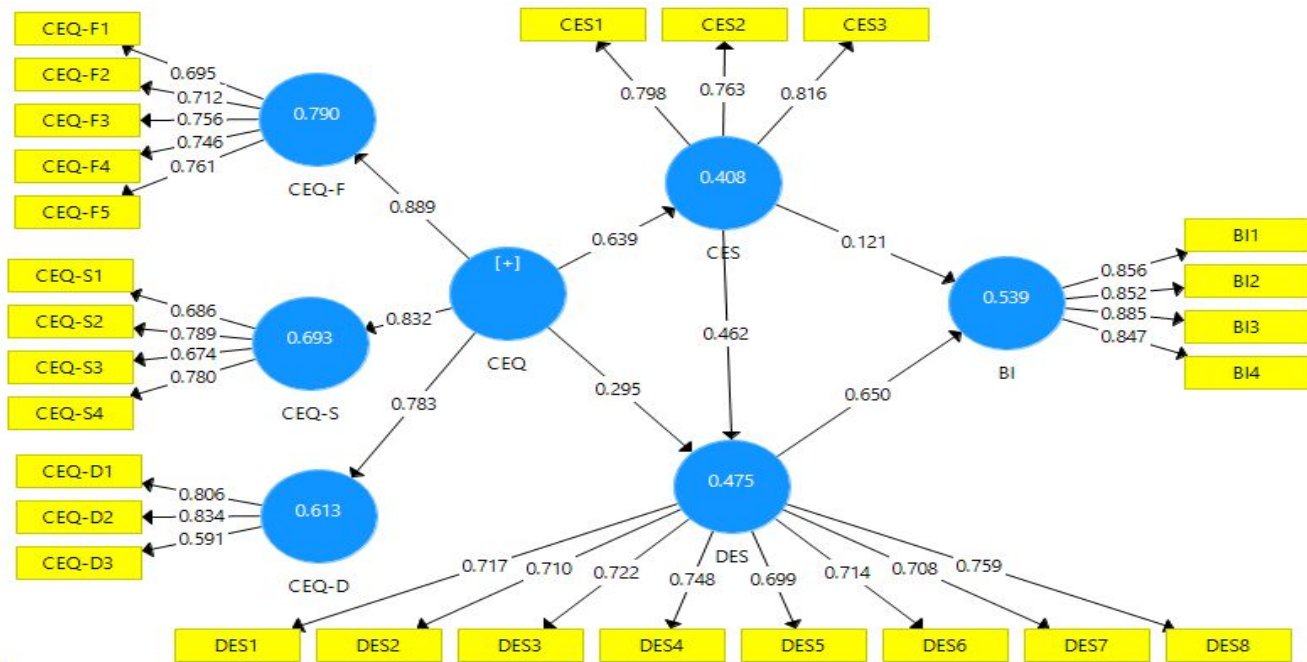 CEQ-F1
CEQ-F2
CEQ-F3
CEQ-F4
CEQ-F5
0.695
0.712
0.756
0.746
0.761
0.790
CEQ-F
0.889
CES1
CES2
CES3
0.798
0.763
0.816
0.408
CES
0.639
0.121
0.462
[+]
CEQ
CEQ-S1
CEQ-S2
CEQ-S3
CEQ-S4
0.686
0.789
0.674
0.780
0.693
CEQ-S
0.832
0.783
0.295
0.650
0.539
BI
0.856
0.852
0.885
0.847
BI1
BI2
BI3
BI4
CEQ-D1
CEQ-D2
CEQ-D3
0.806
0.834
0.591
0.613
CEQ-D
0.475
DES
0.717
0.710
0.722
0.748
0.699
0.714
0.708
0.759
DES1
DES2
DES3
DES4
DES5
DES6
DES7
DES8